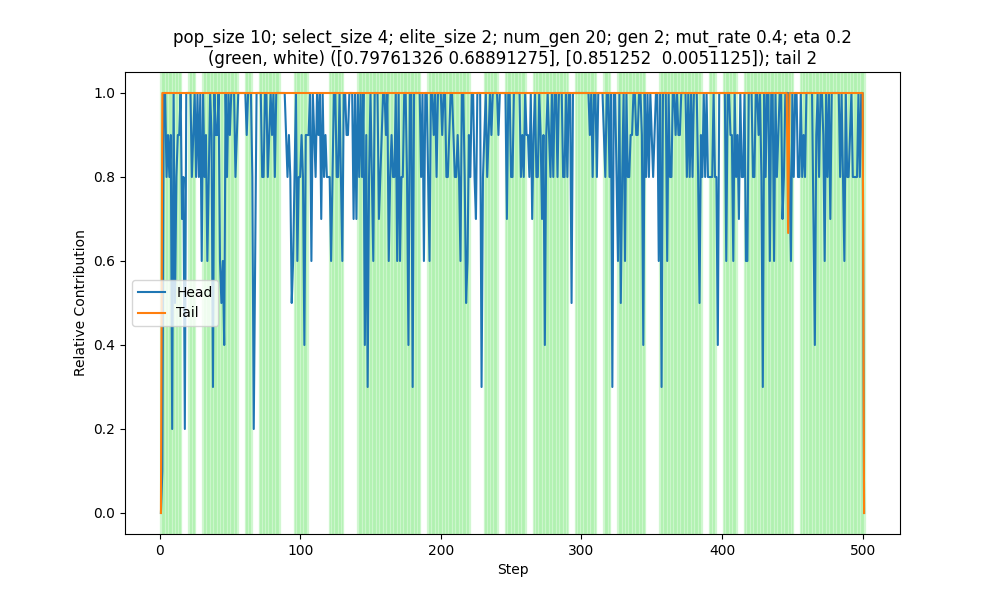 pop_size 10; select_size 4; elite_size 2; num_gen 20; gen 2; mut_rate 0.4; eta 0.2
(green, white) ([0.79761326 0.68891275], [0.851252  0.0051125]); tail 2
1.0
0.8
0.6
0.4
0.2
0.0
Relative Contribution
Head
Tail
0
100
200
300
400
500
Step